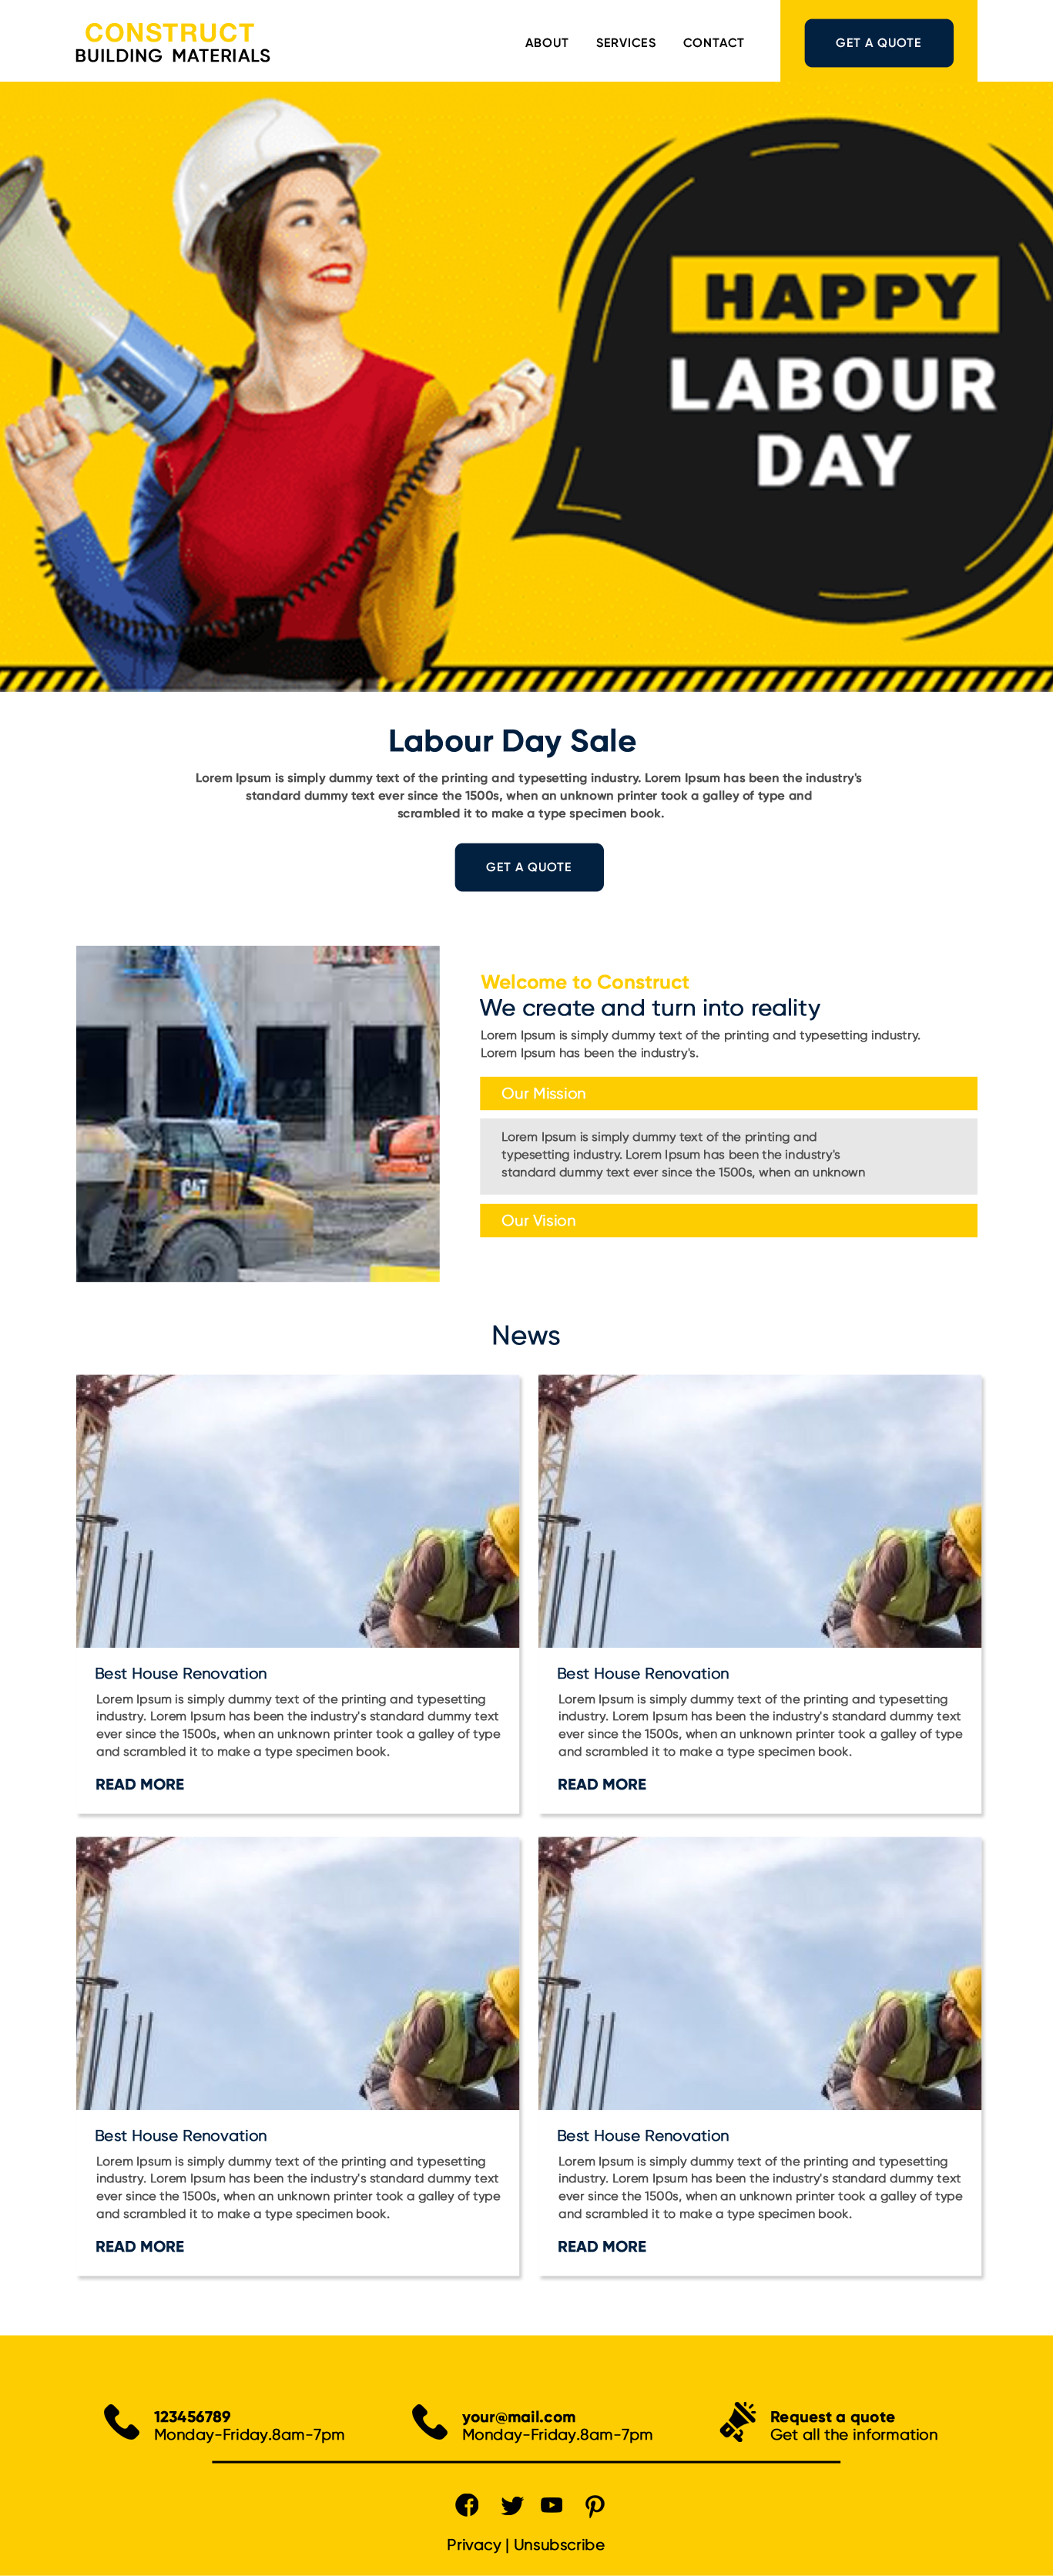 CONSTRUCT
BUILDING MATERIALS
ABOUT SERVICES CONTACT GET A QUOTE
HAPPY
LABOUR
DAY
Labour Day Sale
Lorem Ipsum is simply dummy text of the printing and typesetting industry. Lorem Ipsum has been the industry's
standard dummy text ever since the 1500s, when an unknown printer took a galley of type and
scrambled it to make a type specimen book.
GET A QUOTE
CAT
Welcome to Construct
We create and turn into reality
Lorem Ipsum is simply dummy text of the printing and typesetting industry.
Lorem Ipsum has been the industry's.
Our Mission
Lorem Ipsum is simply dummy text of the printing and
typesetting industry. Lorem Ipsum has been the industry's
standard dummy text ever since the 1500s, when an unknown
Our Vision
News
Best House Renovation
Lorem Ipsum is simply dummy text of the printing and typesetting
industry. Lorem Ipsum has been the industry's standard dummy text
ever since the 1500s, when an unknown printer took a galley of type
and scrambled it to make a type specimen book.
READ MORE
Best House Renovation
Lorem Ipsum is simply dummy text of the printing and typesetting
industry. Lorem Ipsum has been the industry's standard dummy text
ever since the 1500s, when an unknown printer took a galley of type
and scrambled it to make a type specimen book.
READ MORE
Best House Renovation
Lorem Ipsum is simply dummy text of the printing and typesetting
industry. Lorem Ipsum has been the industry's standard dummy text
ever since the 1500s, when an unknown printer took a galley of type
and scrambled it to make a type specimen book.
READ MORE
Best House Renovation
Lorem Ipsum is simply dummy text of the printing and typesetting
industry. Lorem Ipsum has been the industry's standard dummy text
ever since the 1500s, when an unknown printer took a galley of type
and scrambled it to make a type specimen book.
READ MORE
123456789
Monday-Friday.8am-7pm
your@mail.com
Monday-Friday.8am-7pm
Request a quote
Get all the information
Privacy | Unsubscribe